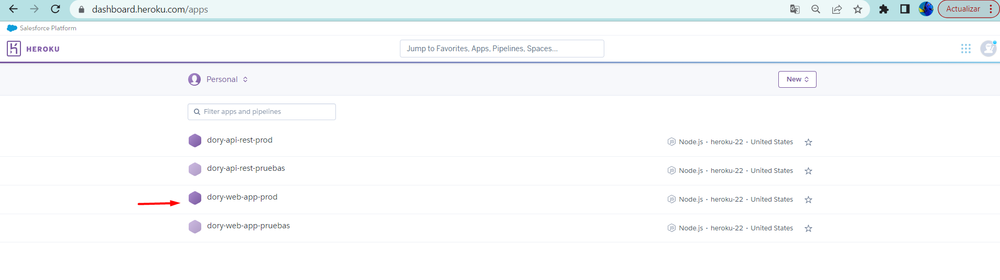 dashboard.heroku.com/apps
Actualizar
Salesforce Platform
HEROKU
Jump to Favorites, Apps, Pipelines, Spaces...
Personal
New
Filter apps and pipelines
dory-api-rest-prod
Node.js • heroku-22 • United States
dory-api-rest-pruebas
Node.js • heroku-22 • United States
dory-web-app-prod
Node.js • heroku-22 • United States
dory-web-app-pruebas
Node.js • heroku-22 • United States